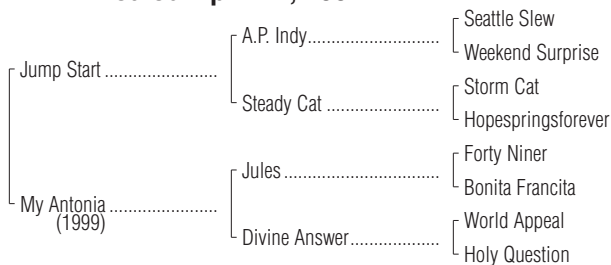 Seattle Slew
A.P. Indy
Weekend Surprise
Jump Start
Storm Cat
Steady Cat
Hopespringsforever
Forty Niner
Jules
Bonita Francita
My Antonia
(1999)
World Appeal
Divine Answer
Holy Question